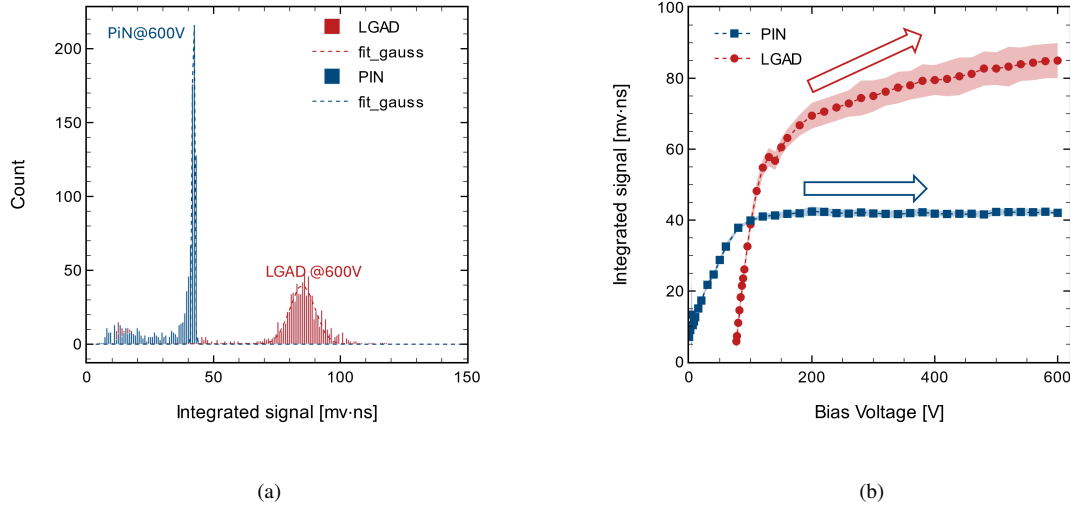 PiN@600V
LGAD
fit_gauss
PIN
fit_gauss
LGAD @600V
Count
200
150
100
50
0
0
50
100
150
Integrated signal [mv·ns]
(a)
PIN
LGAD
Integrated signal [mv·ns]
100
80
60
40
20
0
0
200
400
600
Bias Voltage [V]
(b)